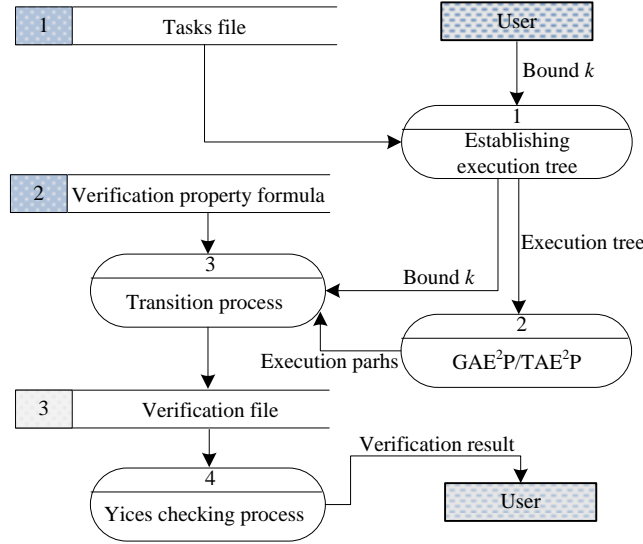 1
Tasks file
User
Bound k
1
Establishing
execution tree
2
Verification property formula
Execution tree
3
Transition process
Bound k
2
GAE²P/TAE²P
Execution parhs
3
Verification file
4
Yices checking process
Verification result
User